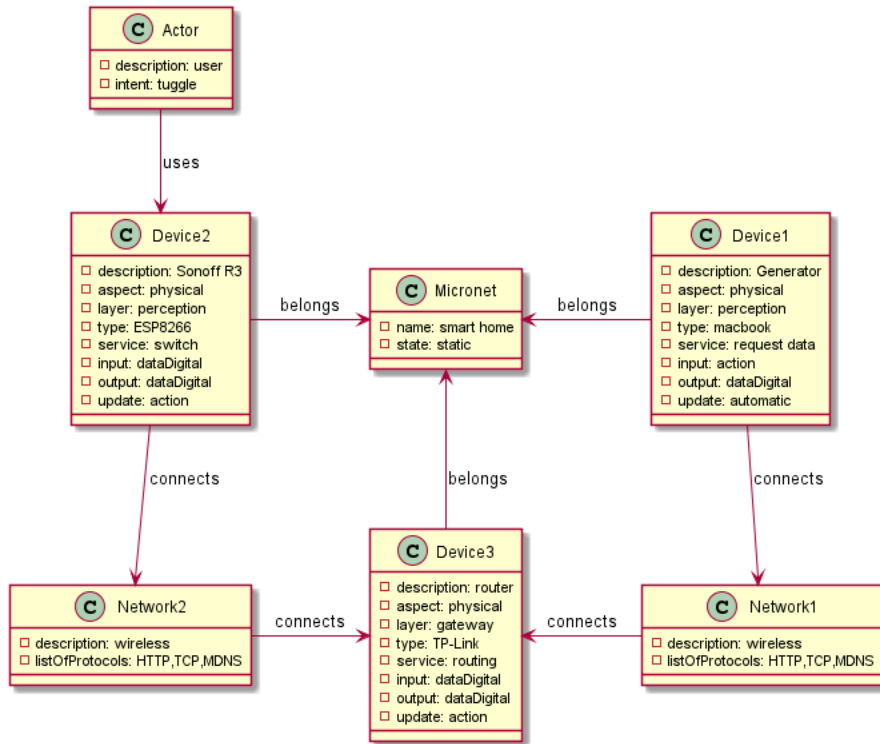 C Actor
description: user
intent: tuggle
uses
C Device2
description: Sonoff R3
aspect: physical
layer: perception
type: ESP8266
service: switch
input: dataDigital
output: dataDigital
update: action
belongs
C Micronet
name: smart home
state: static
belongs
C Device1
description: Generator
aspect: physical
layer: perception
type: macbook
service: request data
input: action
output: dataDigital
update: automatic
connects
belongs
connects
C Network2
description: wireless
listOfProtocols: HTTP,TCP,MDNS
connects
C Device3
description: router
aspect: physical
layer: gateway
type: TP-Link
service: routing
input: dataDigital
output: dataDigital
update: action
connects
C Network1
description: wireless
listOfProtocols: HTTP,TCP,MDNS